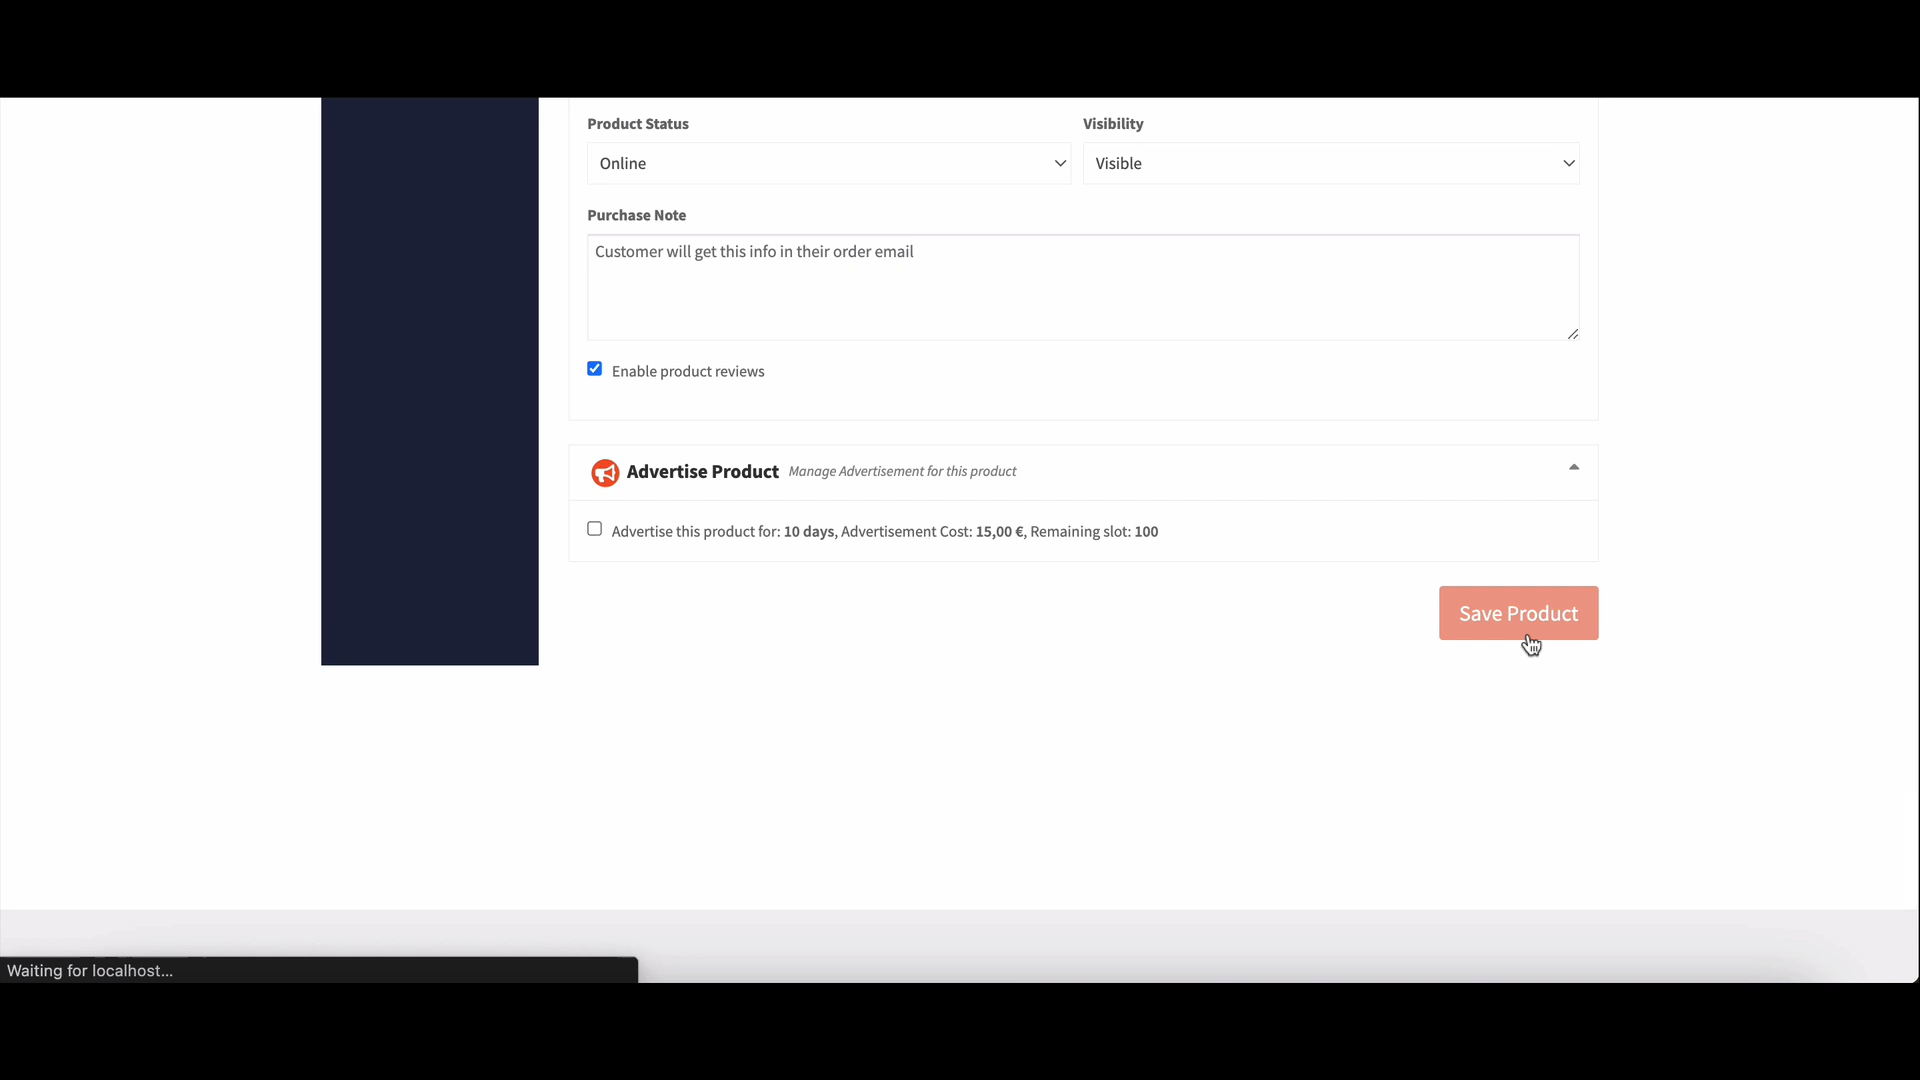 Product Status
Visibility
Online
Visible
Purchase Note
Customer will get this info in their order email
Enable product reviews
Advertise Product Manage Advertisement for this product
Advertise this product for: 10 days, Advertisement Cost: 15,00 €, Remaining slot: 100
Save Product
Waiting for localhost...